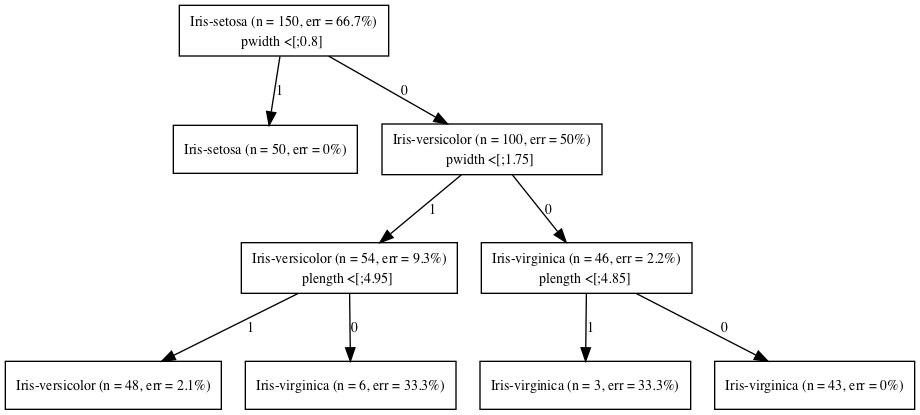 Iris-setosa (n = 150, err = 66.7%)
pwidth <[;0.8]
1
0
Iris-setosa (n = 50, err = 0%)
Iris-versicolor (n = 100, err = 50%)
pwidth <[;1.75]
1
0
Iris-versicolor (n = 54, err = 9.3%)
plength <[;4.95]
Iris-virginica (n = 46, err = 2.2%)
plength <[;4.85]
1
0
1
0
Iris-versicolor (n = 48, err = 2.1%)
Iris-virginica (n = 6, err = 33.3%)
Iris-virginica (n = 3, err = 33.3%)
Iris-virginica (n = 43, err = 0%)